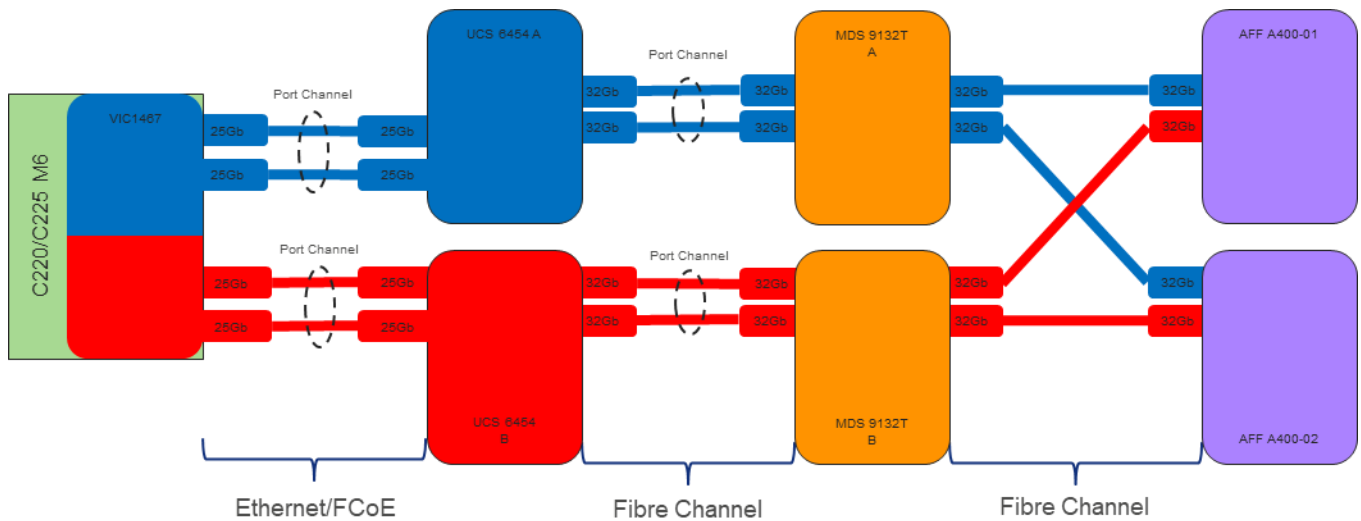 UCS 6454 A
MDS 9132T
A
AFF A400-01
Port Channel
Port Channel
VIC1467
C220/C225 M6
25Gb
25Gb
25Gb
25Gb
32Gb
32Gb
32Gb
32Gb
32Gb
32Gb
32Gb
32Gb
Port Channel
Port Channel
25Gb
25Gb
25Gb
25Gb
32Gb
32Gb
32Gb
32Gb
32Gb
32Gb
32Gb
32Gb
UCS 6454
B
MDS 9132T
B
AFF A400-02
Ethernet/FCoE
Fibre Channel
Fibre Channel